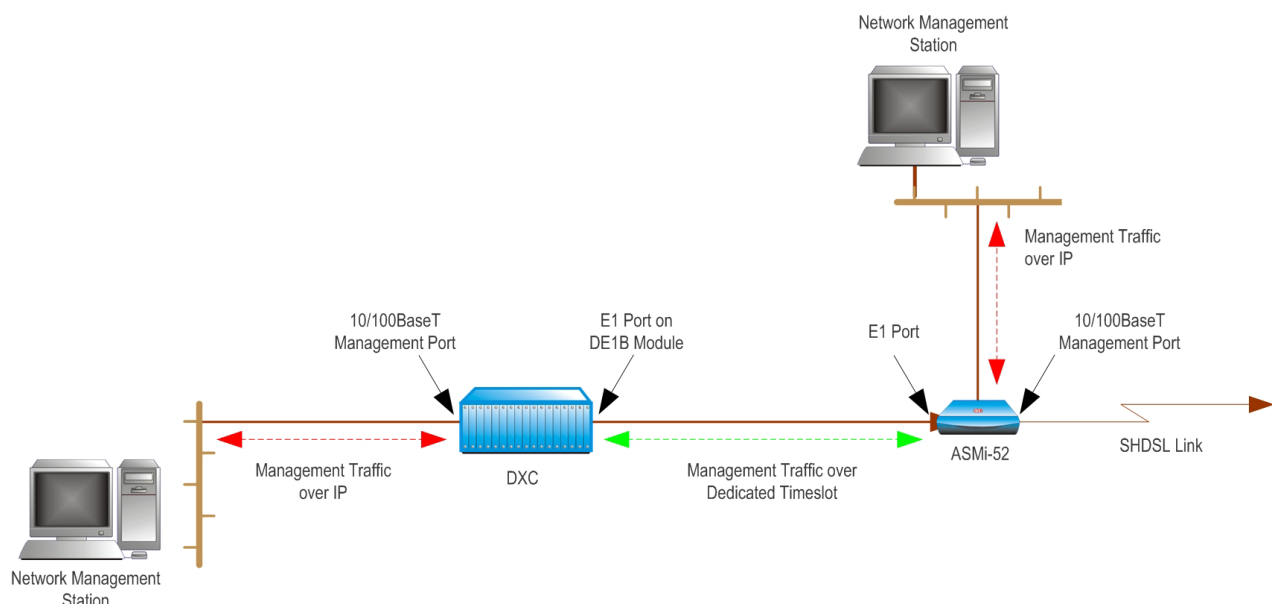 Network Management
Station
Management Traffic
over IP
10/100BaseT
Management Port
E1 Port on
DE1B Module
E1 Port
10/100BaseT
Management Port
Management Traffic
over IP
DXC
Management Traffic over
Dedicated Timeslot
ASMi-52
SHDSL Link
Network Management
Station